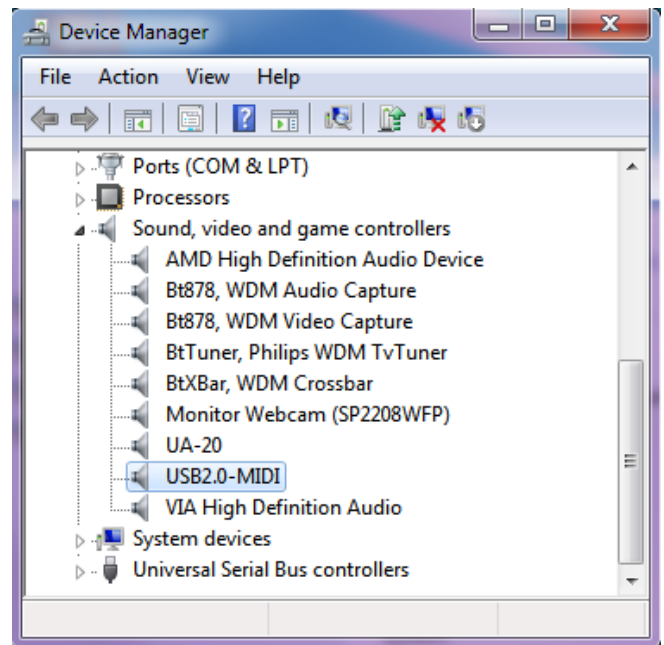 Device Manager
File Action View Help
Ports (COM & LPT)
Processors
Sound, video and game controllers
AMD High Definition Audio Device
Bt878, WDM Audio Capture
Bt878, WDM Video Capture
BtTuner, Philips WDM TvTuner
BtXBar, WDM Crossbar
Monitor Webcam (SP2208WFP)
UA-20
USB2.0-MIDI
VIA High Definition Audio
System devices
Universal Serial Bus controllers